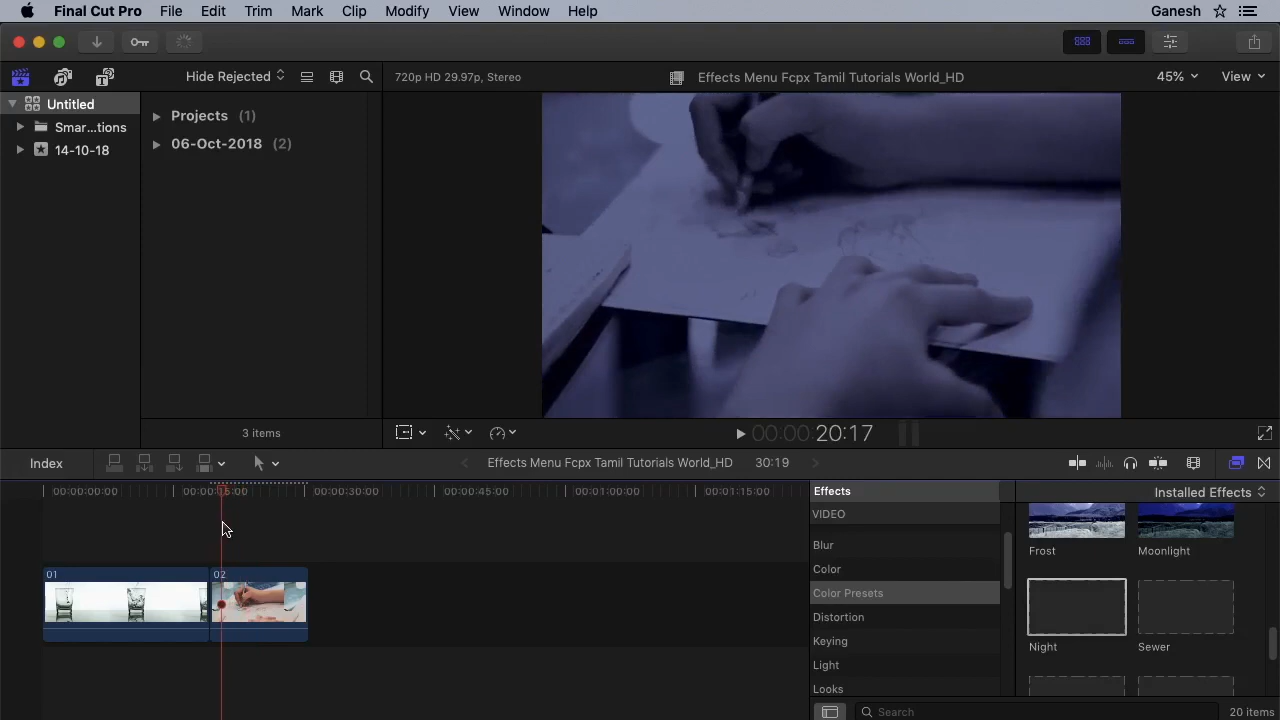 Final Cut Pro File Edit Trim Mark Clip Modify View Window Help Ganesh
Hide Rejected 720p HD 29.97p, Stereo Effects Menu Fcpx Tamil Tutorials World_HD 45% View
Untitled
Smar...tions
14-10-18
Projects (1)
06-Oct-2018 (2)
3 items
00:00:00:20:17
Index Effects Menu Fcpx Tamil Tutorials World_HD 30:19
00:00:00:00 00:00:15:00 00:00:30:00 00:00:45:00 00:01:00:00 00:01:15:00
01 02
Effects
VIDEO
Blur
Color
Color Presets
Distortion
Keying
Light
Looks
Installed Effects
Frost Moonlight
Night Sewer
Search 20 items